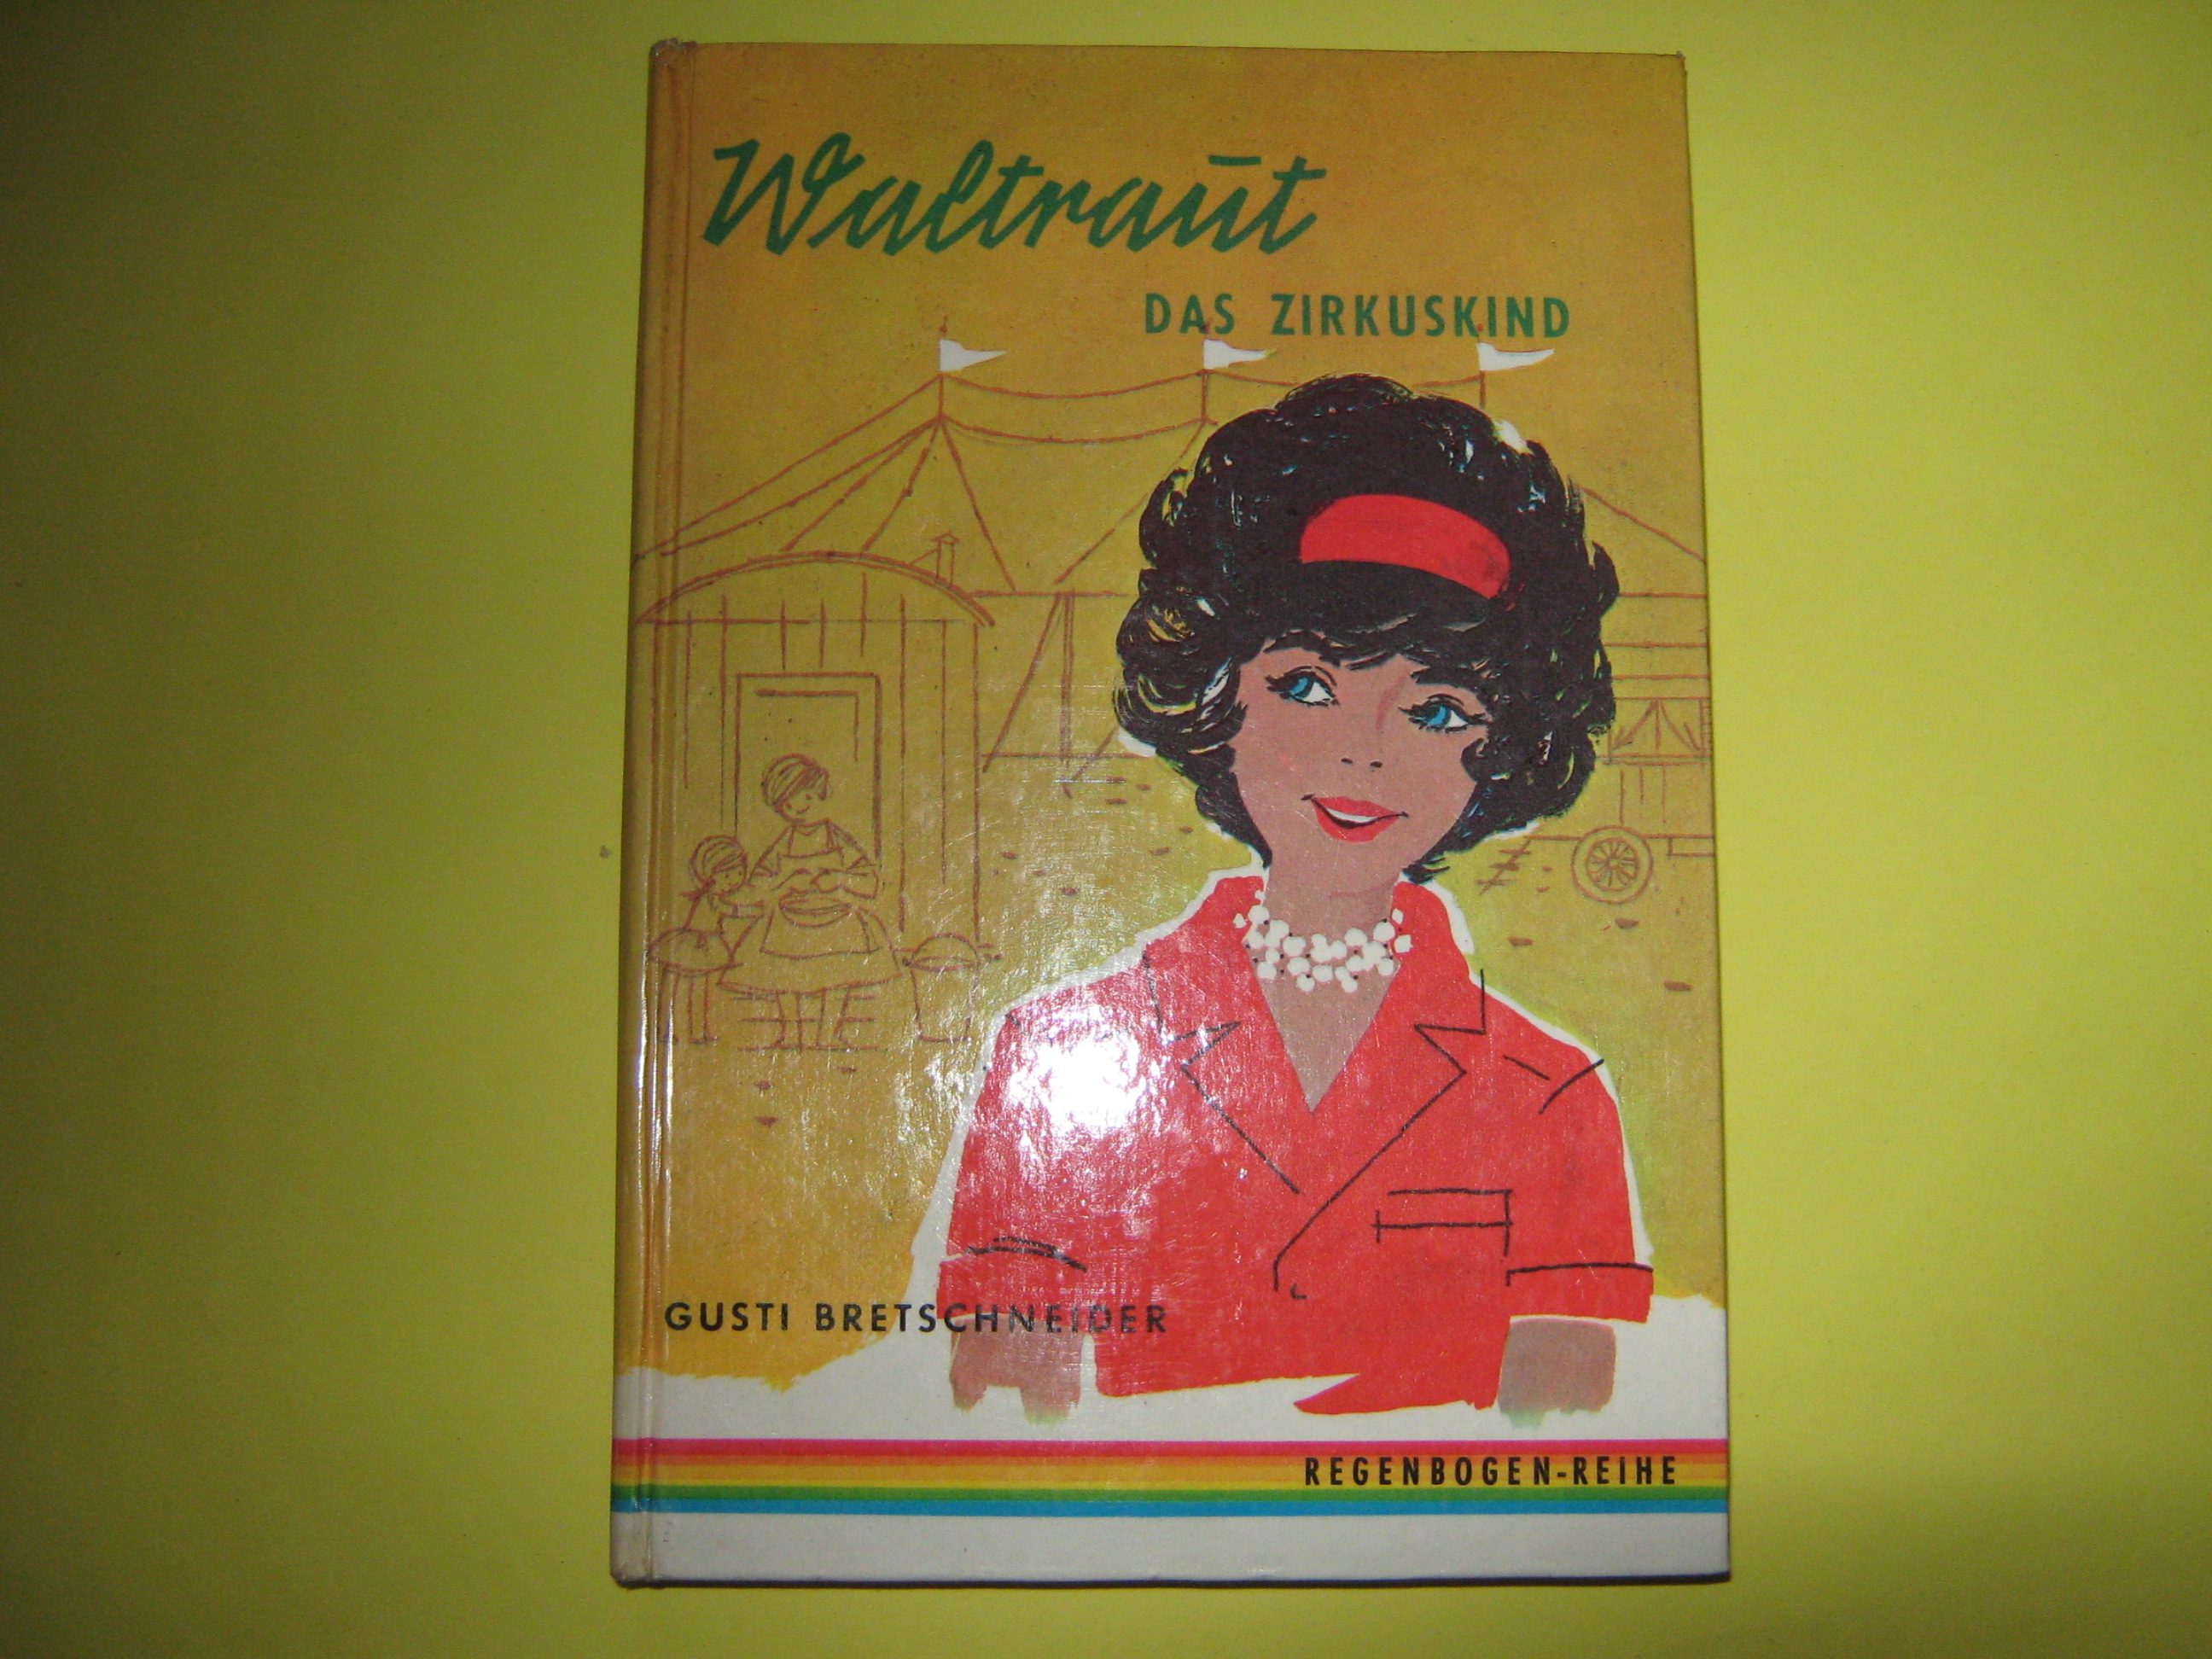 Waltraut
DAS ZIRKUSKIND
GUSTI BRETSCHNEIDER
REGENBOGEN-REIHE